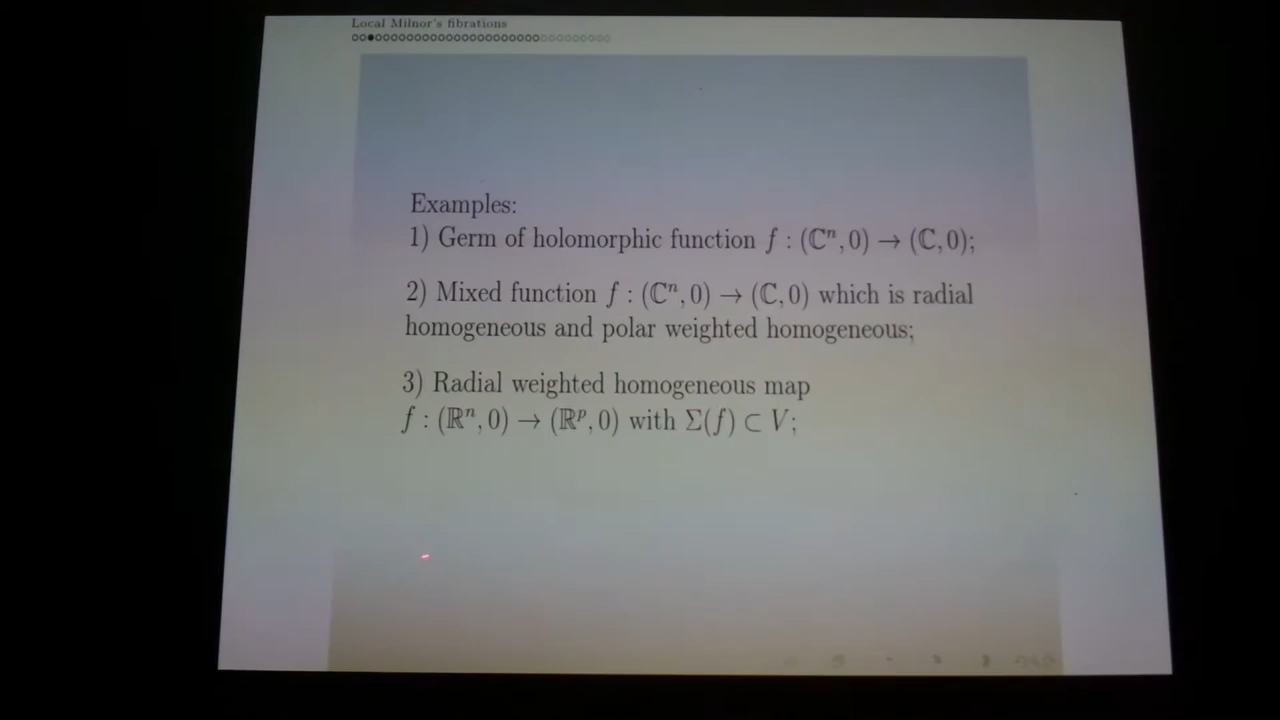 Local Milnor's fibrations
Examples:
1) Germ of holomorphic function f : (ℂⁿ, 0) → (ℂ, 0);
2) Mixed function f : (ℂⁿ, 0) → (ℂ, 0) which is radial
homogeneous and polar weighted homogeneous;
3) Radial weighted homogeneous map
f : (ℝⁿ, 0) → (ℝᵖ, 0) with Σ(f) ⊂ V;